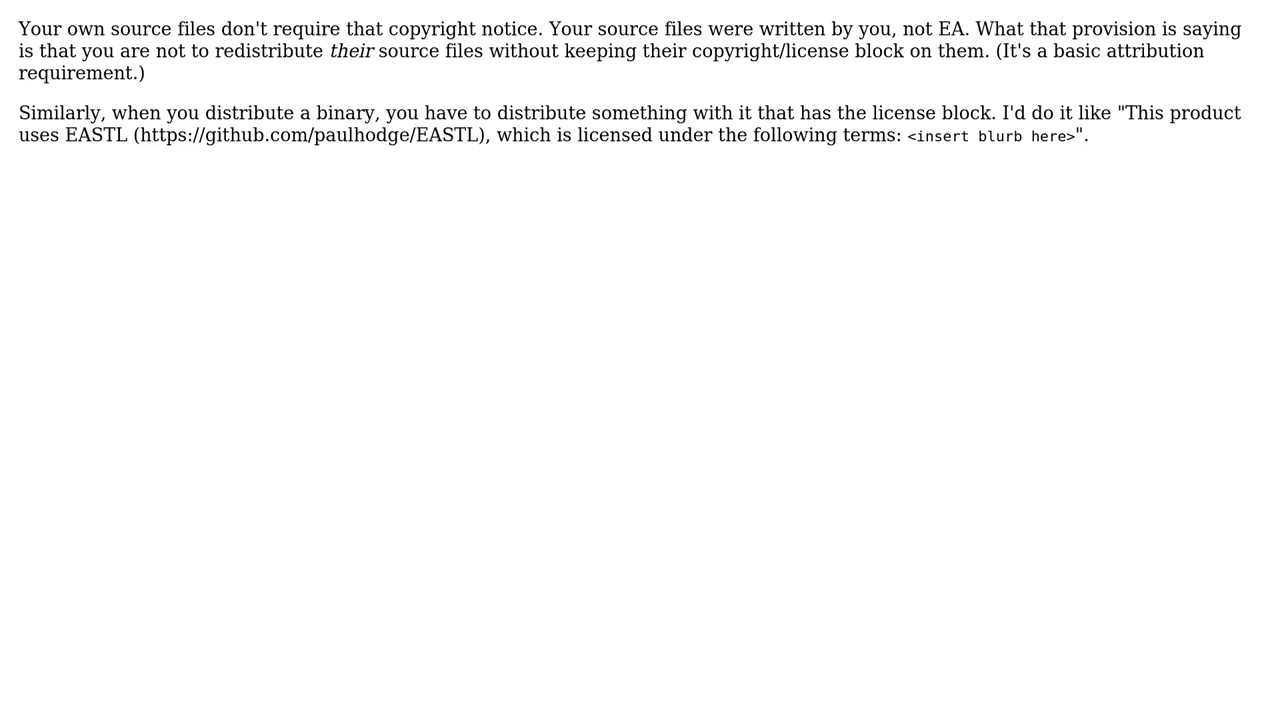 Your own source files don't require that copyright notice. Your source files were written by you, not EA. What that provision is saying
is that you are not to redistribute their source files without keeping their copyright/license block on them. (It's a basic attribution
requirement.)
Similarly, when you distribute a binary, you have to distribute something with it that has the license block. I'd do it like "This product
uses EASTL (https://github.com/paulhodge/EASTL), which is licensed under the following terms: <insert blurb here>".